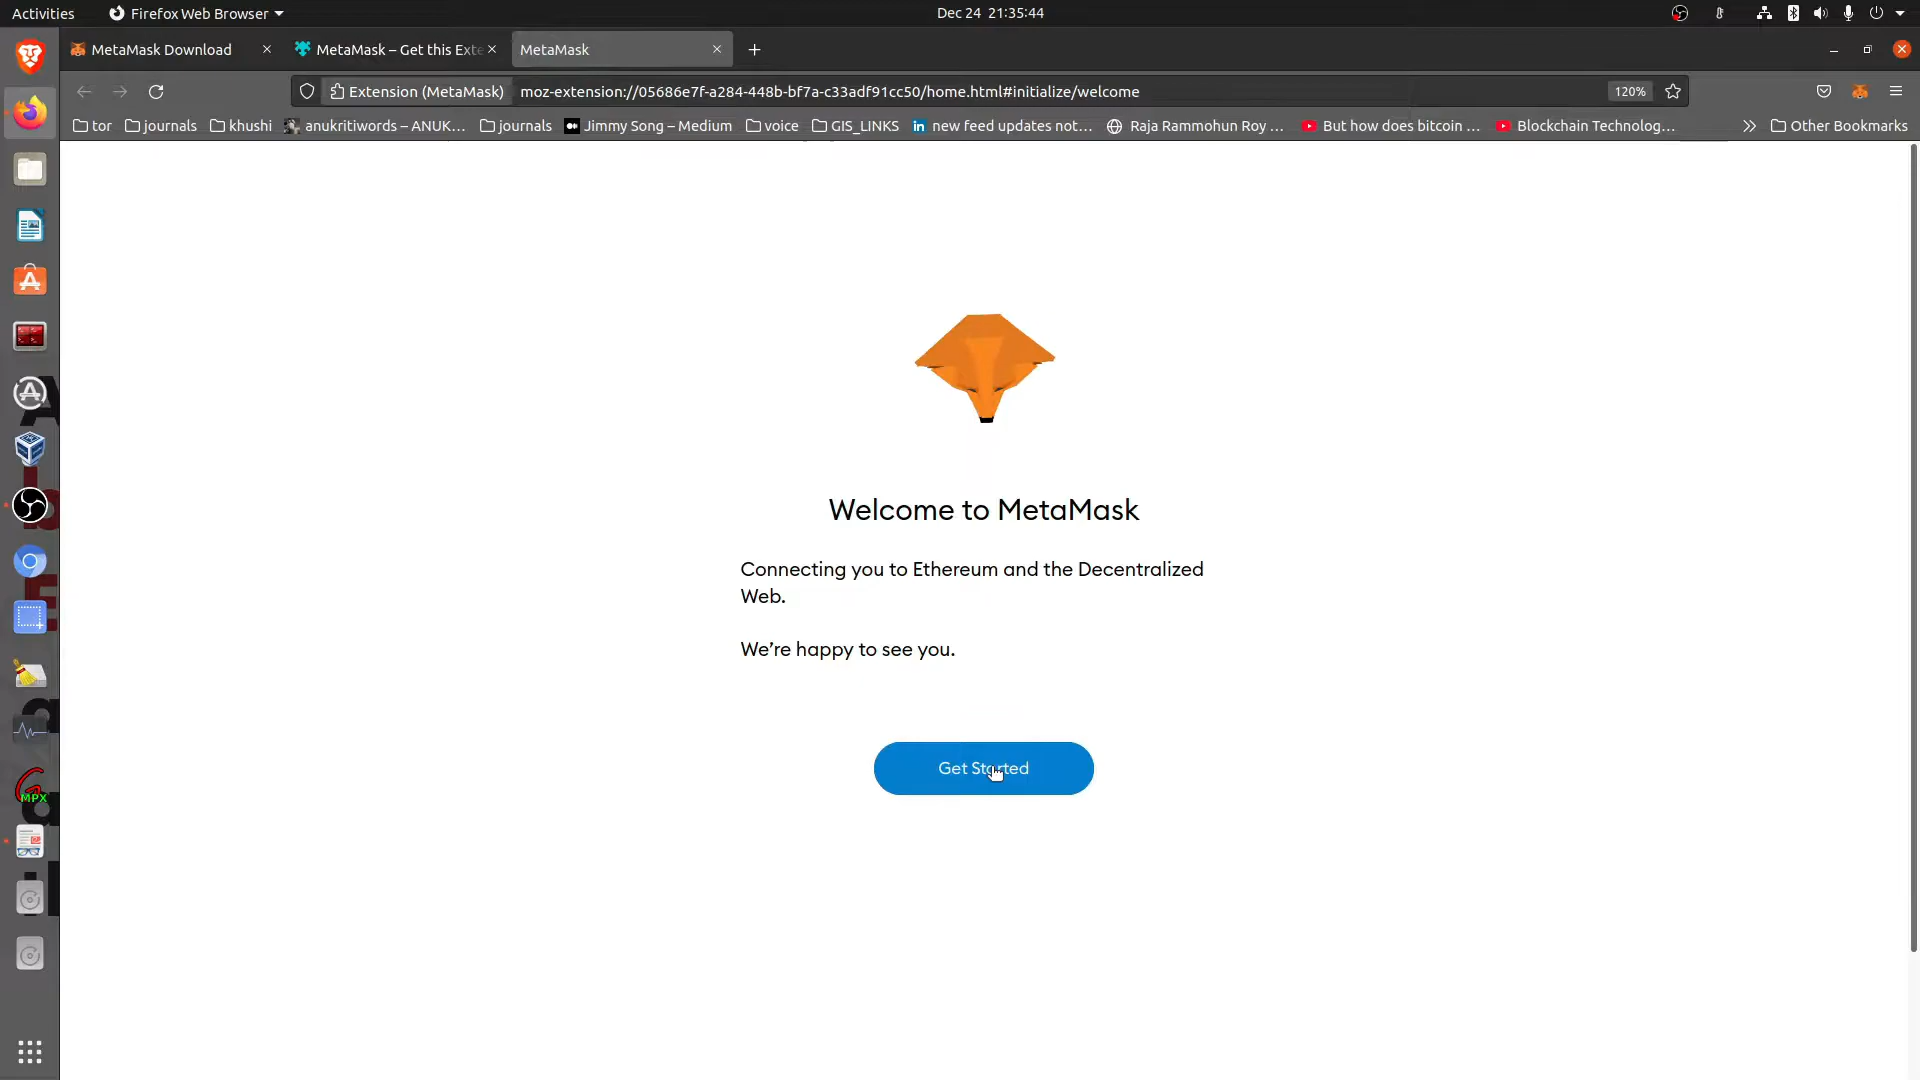 Activities
Firefox Web Browser
Dec 24 21:35:44
MetaMask Download
MetaMask – Get this Exte
MetaMask
Extension (MetaMask)
moz-extension://05686e7f-a284-448b-bf7a-c33adf91cc50/home.html#initialize/welcome
120%
tor
journals
khushi
anukritiwords – ANUK…
journals
Jimmy Song – Medium
voice
GIS_LINKS
new feed updates not…
Raja Rammohun Roy …
But how does bitcoin …
Blockchain Technolog…
Other Bookmarks
Welcome to MetaMask
Connecting you to Ethereum and the Decentralized
Web.
We’re happy to see you.
Get Started
MPX